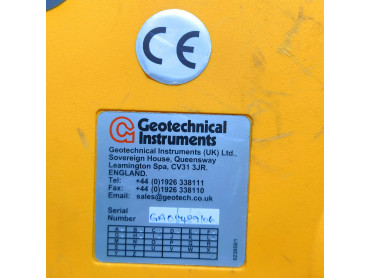 CE
Geotechnical
Instruments
Geotechnical Instruments (UK) Ltd.,
Sovereign House, Queensway
Leamington Spa, CV31 3JR.
ENGLAND.
Tel: +44 (0)1926 338111
Fax: +44 (0)1926 338110
Email: sales@geotech.co.uk
Serial
Number